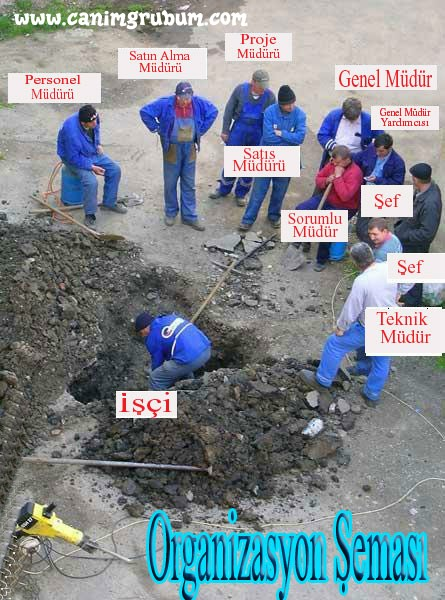 www.canimgrubum.com
Proje
Müdürü
Satın Alma
Müdürü
Personel
Müdürü
Genel Müdür
Genel Müdür
Yardımcısı
Satış
Müdürü
Şef
Sorumlu
Müdür
Şef
Teknik
Müdür
İşçi
Organizasyon Şeması